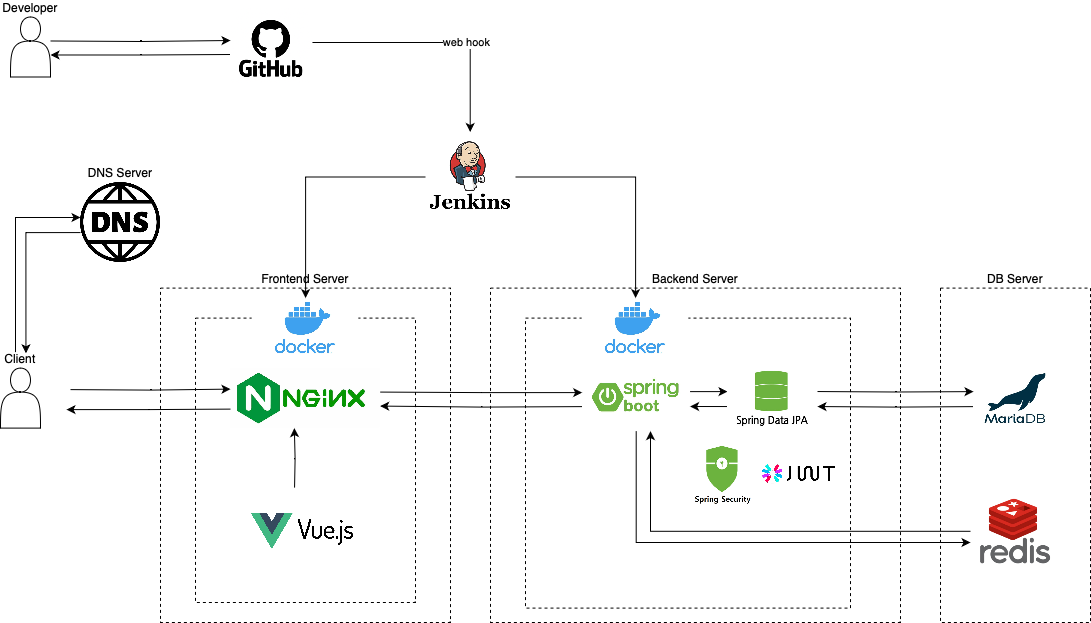 Developer
GitHub
web hook
Jenkins
DNS Server
DNS
Client
Frontend Server
docker
NGiNX
Vue.js
Backend Server
docker
spring
boot
Spring Data JPA
Spring Security
JWT
DB Server
MariaDB
redis